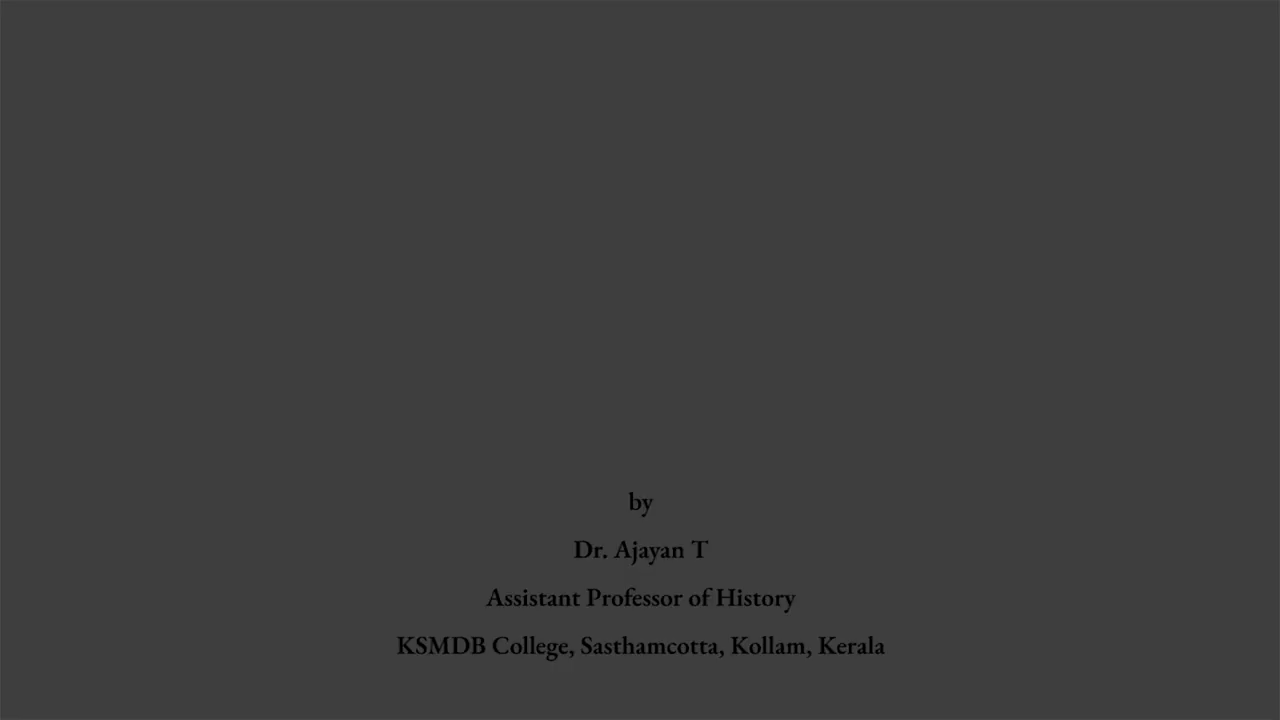 by
Dr. Ajayan T
Assistant Professor of History
KSMDB College, Sasthamcotta, Kollam, Kerala